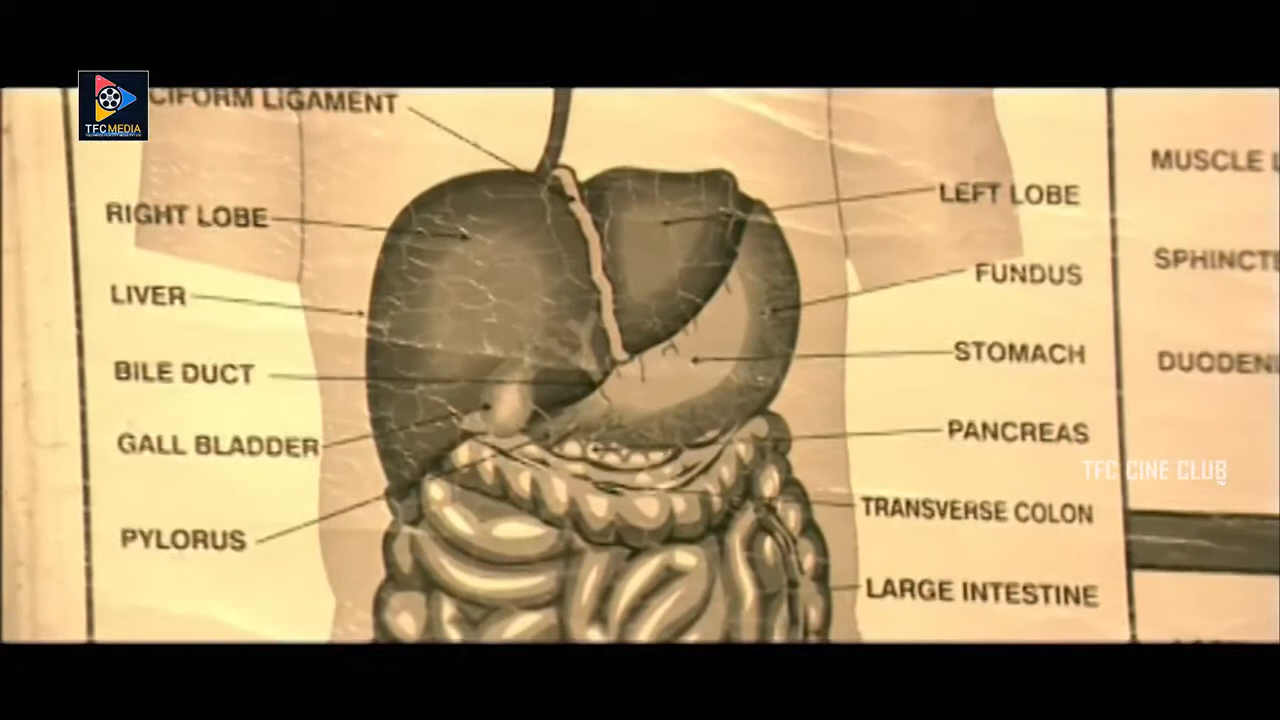 TFC MEDIA
CIFORM LIGAMENT
RIGHT LOBE
LIVER
BILE DUCT
GALL BLADDER
PYLORUS
LEFT LOBE
FUNDUS
STOMACH
PANCREAS
TRANSVERSE COLON
LARGE INTESTINE
MUSCLE L
SPHINCTE
DUODEN
TFC CINE CLUB